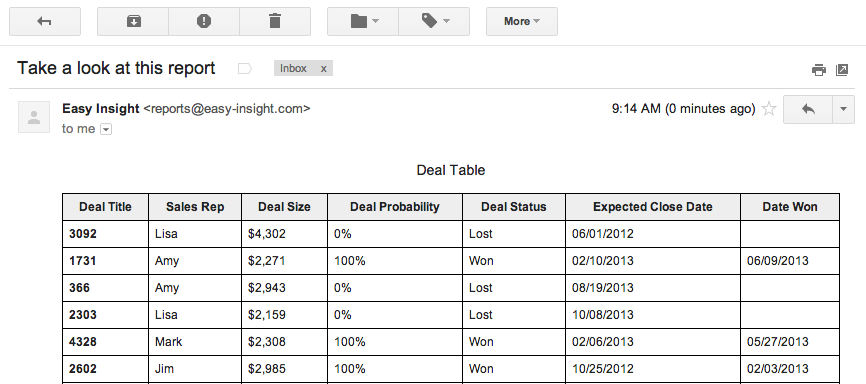 More
Take a look at this report
Inbox x
Easy Insight <reports@easy-insight.com>
9:14 AM (0 minutes ago)
to me
Deal Table
Deal Title Sales Rep Deal Size Deal Probability Deal Status Expected Close Date Date Won
3092 Lisa $4,302 0% Lost 06/01/2012
1731 Amy $2,271 100% Won 02/10/2013 06/09/2013
366 Amy $2,943 0% Lost 08/19/2013
2303 Lisa $2,159 0% Lost 10/08/2013
4328 Mark $2,308 100% Won 02/06/2013 05/27/2013
2602 Jim $2,985 100% Won 10/25/2012 02/03/2013